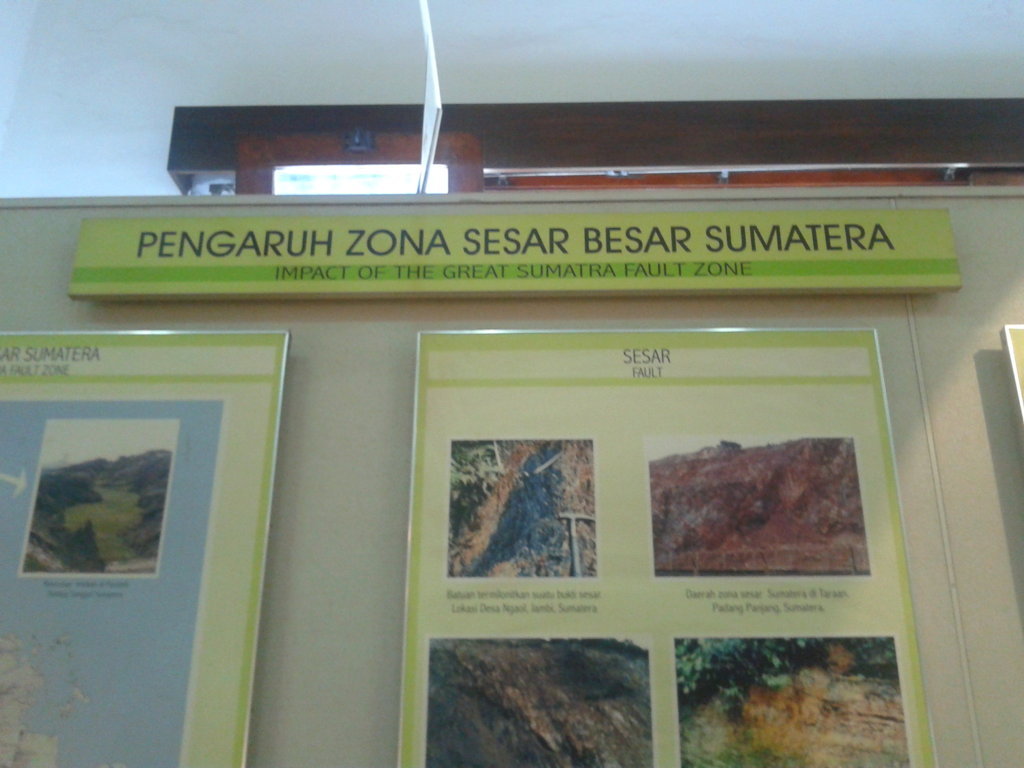 PENGARUH ZONA SESAR BESAR SUMATERA
IMPACT OF THE GREAT SUMATRA FAULT ZONE
AR SUMATERA
A FAULT ZONE
SESAR
FAULT
Batuan termilonitkan suatu bukti sesar.
Lokasi Desa Ngaol, Jambi, Sumatera
Daerah zona sesar Sumatera di Taraan,
Padang Panjang, Sumatera.